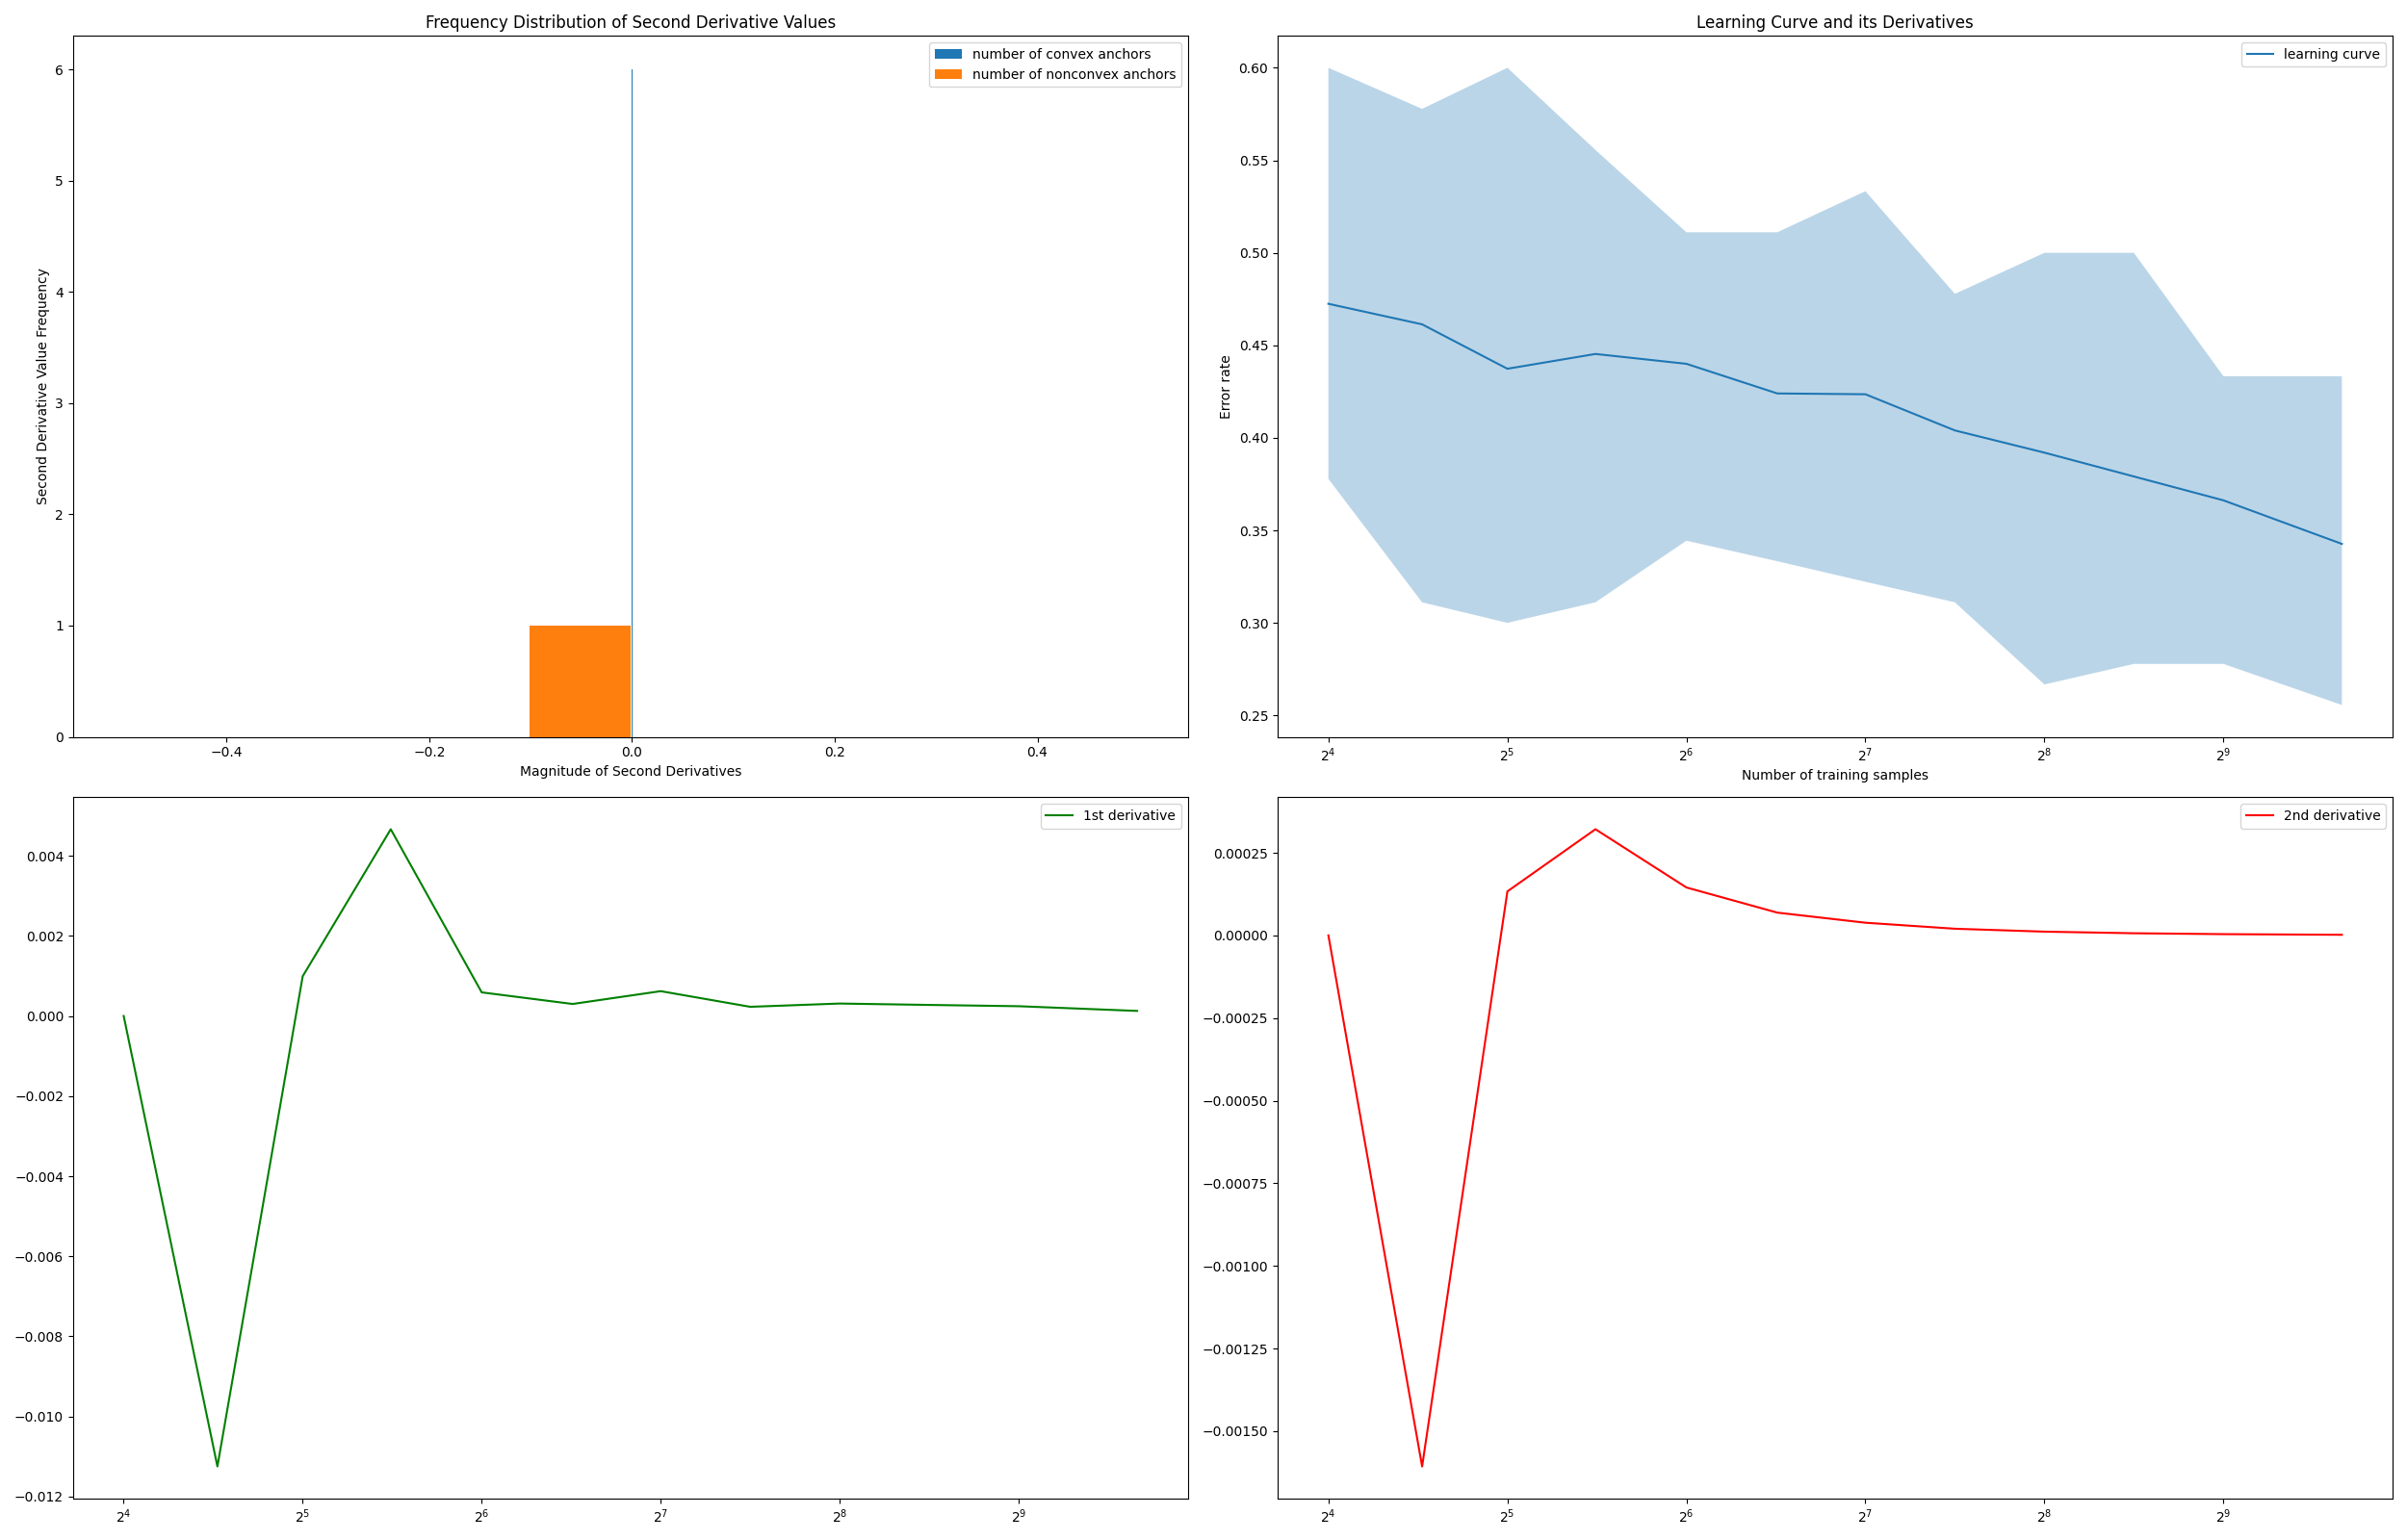 Frequency Distribution of Second Derivative Values
number of convex anchors
number of nonconvex anchors
6
5
4
3
2
1
0
Second Derivative Value Frequency
−0.4 −0.2 0.0 0.2 0.4
Magnitude of Second Derivatives
Learning Curve and its Derivatives
learning curve
0.60
0.55
0.50
0.45
0.40
0.35
0.30
0.25
Error rate
2⁴ 2⁵ 2⁶ 2⁷ 2⁸ 2⁹
Number of training samples
1st derivative
0.004
0.002
0.000
−0.002
−0.004
−0.006
−0.008
−0.010
−0.012
2⁴ 2⁵ 2⁶ 2⁷ 2⁸ 2⁹
2nd derivative
0.00025
0.00000
−0.00025
−0.00050
−0.00075
−0.00100
−0.00125
−0.00150
2⁴ 2⁵ 2⁶ 2⁷ 2⁸ 2⁹